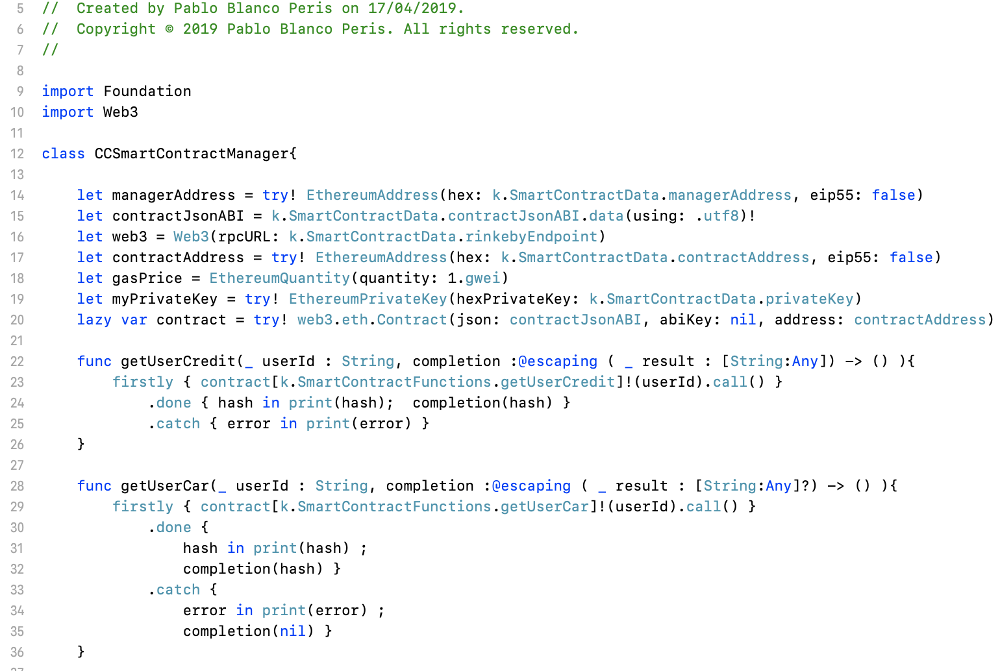 5 //  Created by Pablo Blanco Peris on 17/04/2019.
6 //  Copyright © 2019 Pablo Blanco Peris. All rights reserved.
7 //
8
9 import Foundation
10 import Web3
11
12 class CCSmartContractManager{
13
14     let managerAddress = try! EthereumAddress(hex: k.SmartContractData.managerAddress, eip55: false)
15     let contractJsonABI = k.SmartContractData.contractJsonABI.data(using: .utf8)!
16     let web3 = Web3(rpcURL: k.SmartContractData.rinkebyEndpoint)
17     let contractAddress = try! EthereumAddress(hex: k.SmartContractData.contractAddress, eip55: false)
18     let gasPrice = EthereumQuantity(quantity: 1.gwei)
19     let myPrivateKey = try! EthereumPrivateKey(hexPrivateKey: k.SmartContractData.privateKey)
20     lazy var contract = try! web3.eth.Contract(json: contractJsonABI, abiKey: nil, address: contractAddress)
21
22     func getUserCredit(_ userId : String, completion :@escaping ( _ result : [String:Any]) -> () ){
23         firstly { contract[k.SmartContractFunctions.getUserCredit]!(userId).call() }
24             .done { hash in print(hash);  completion(hash) }
25             .catch { error in print(error) }
26     }
27
28     func getUserCar(_ userId : String, completion :@escaping ( _ result : [String:Any]?) -> () ){
29         firstly { contract[k.SmartContractFunctions.getUserCar]!(userId).call() }
30             .done {
31                 hash in print(hash) ;
32                 completion(hash) }
33             .catch {
34                 error in print(error) ;
35                 completion(nil) }
36     }
37